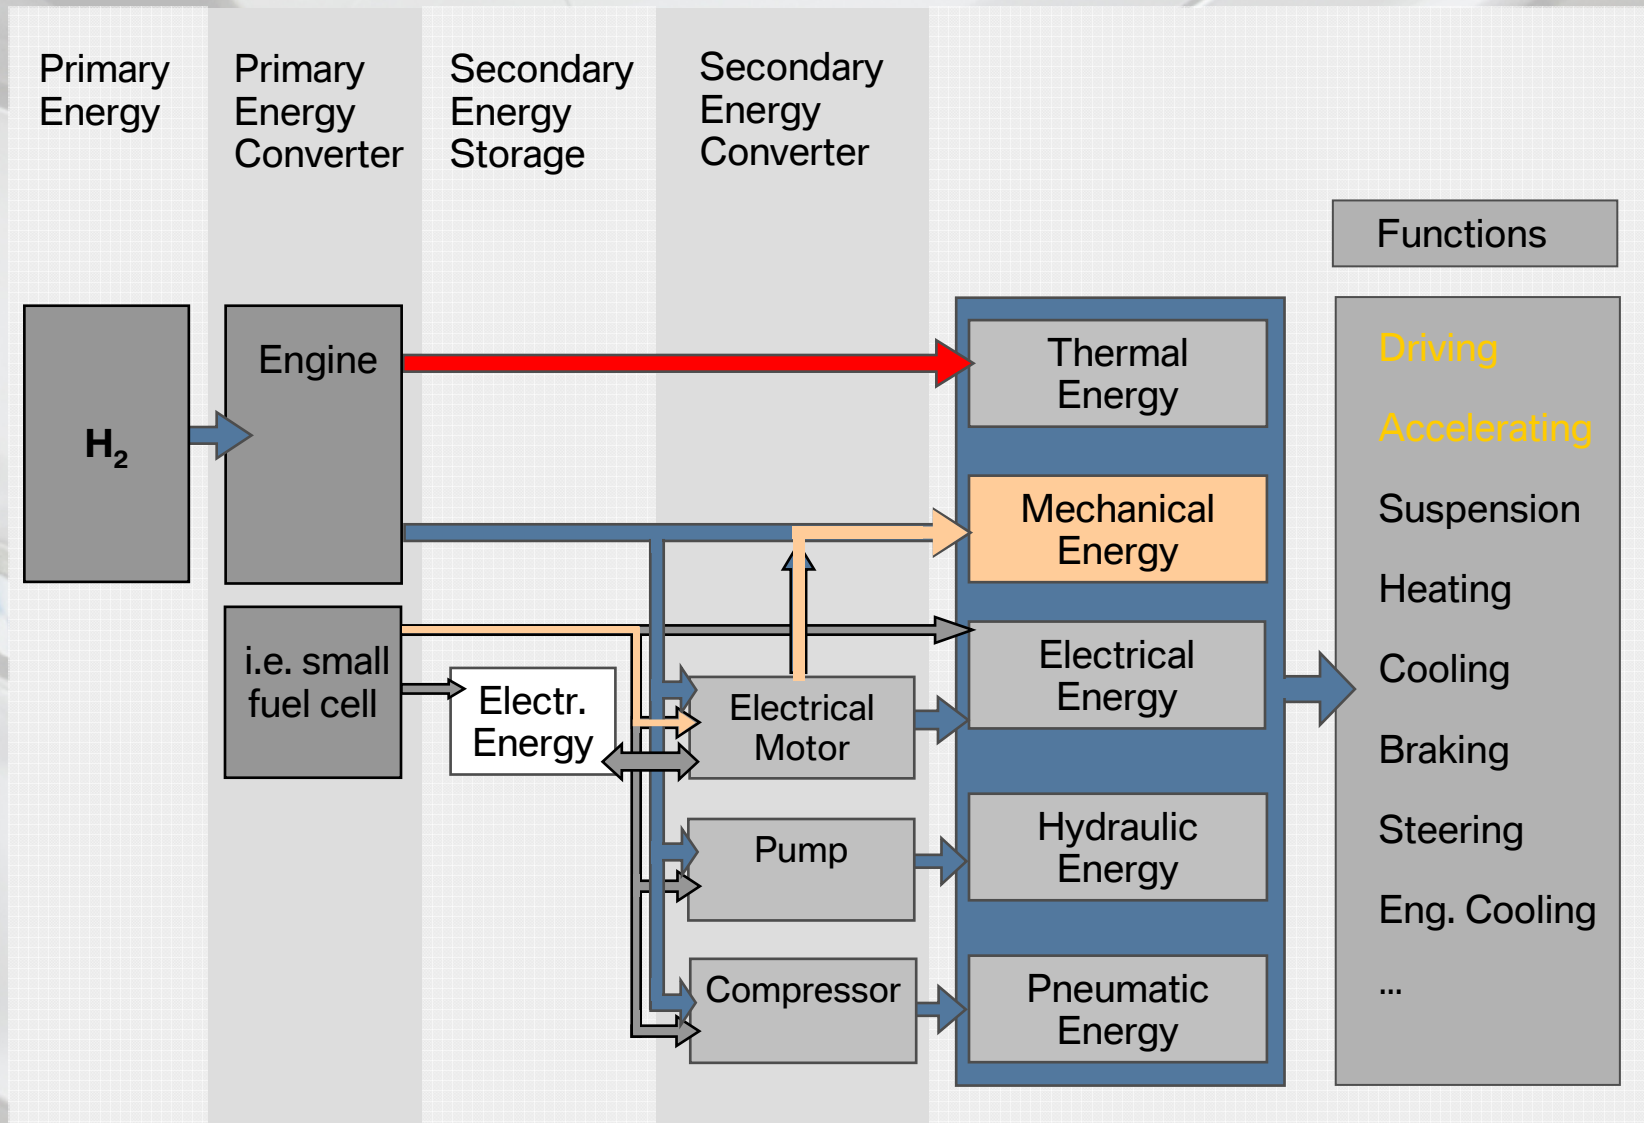 Primary
Energy
Primary
Energy
Converter
Secondary
Energy
Storage
Secondary
Energy
Converter
Functions
H₂
Engine
i.e. small
fuel cell
Electr.
Energy
Electrical
Motor
Pump
Compressor
Thermal
Energy
Mechanical
Energy
Electrical
Energy
Hydraulic
Energy
Pneumatic
Energy
Driving
Accelerating
Suspension
Heating
Cooling
Braking
Steering
Eng. Cooling
...